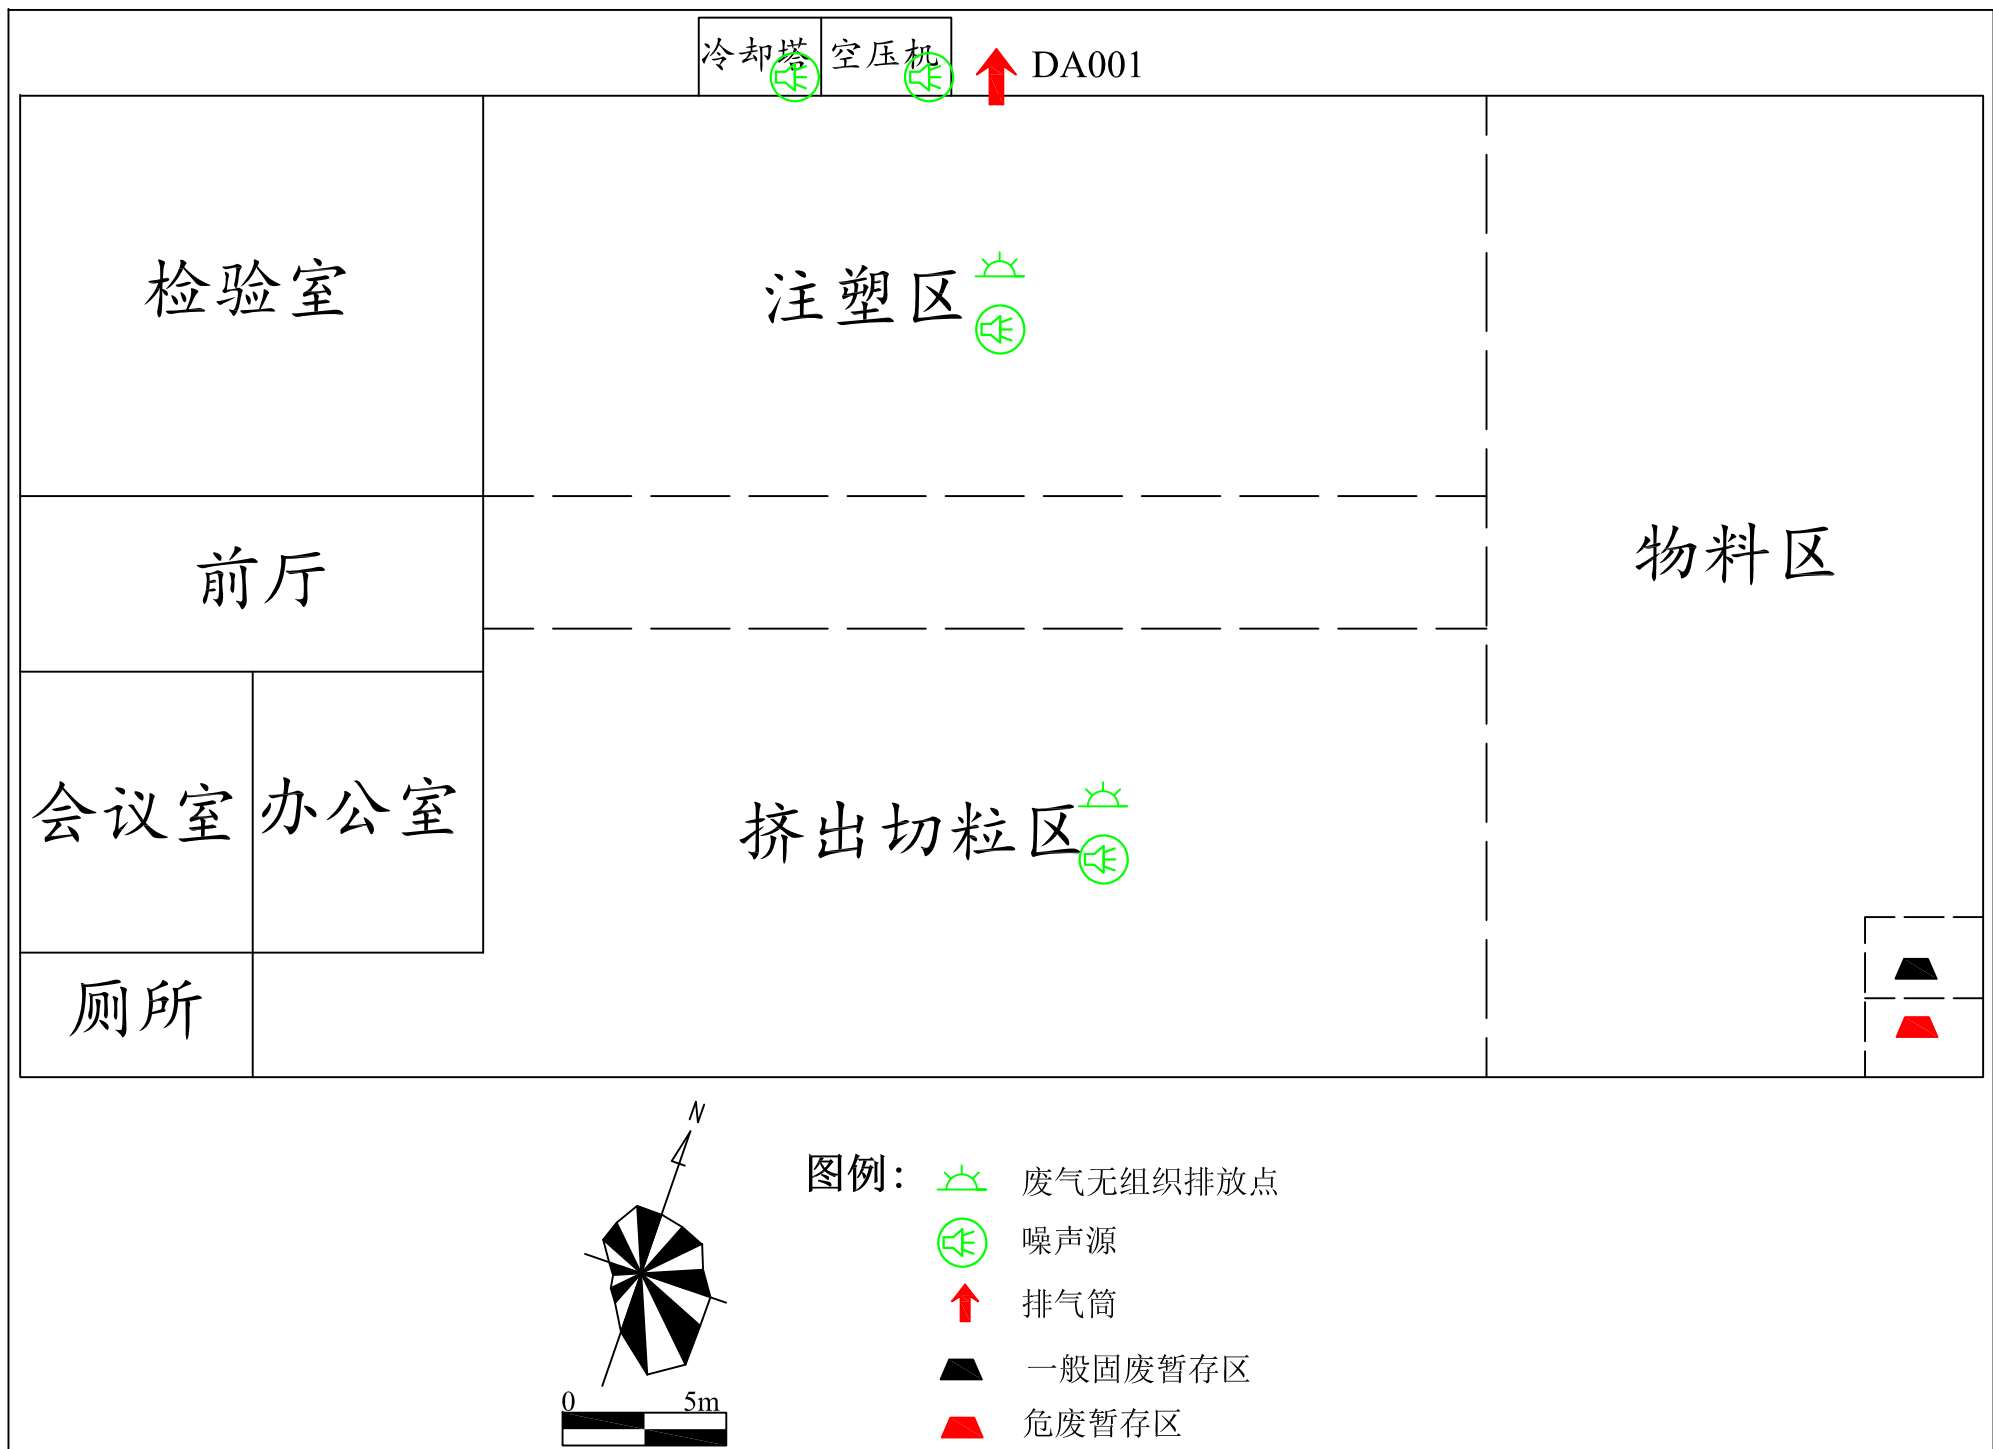 冷却塔 空压机 DA001
检验室 注塑区
前厅 物料区
会议室 办公室 挤出切粒区
厕所
N
图例：
废气无组织排放点
噪声源
排气筒
一般固废暂存区
危废暂存区
0 5m